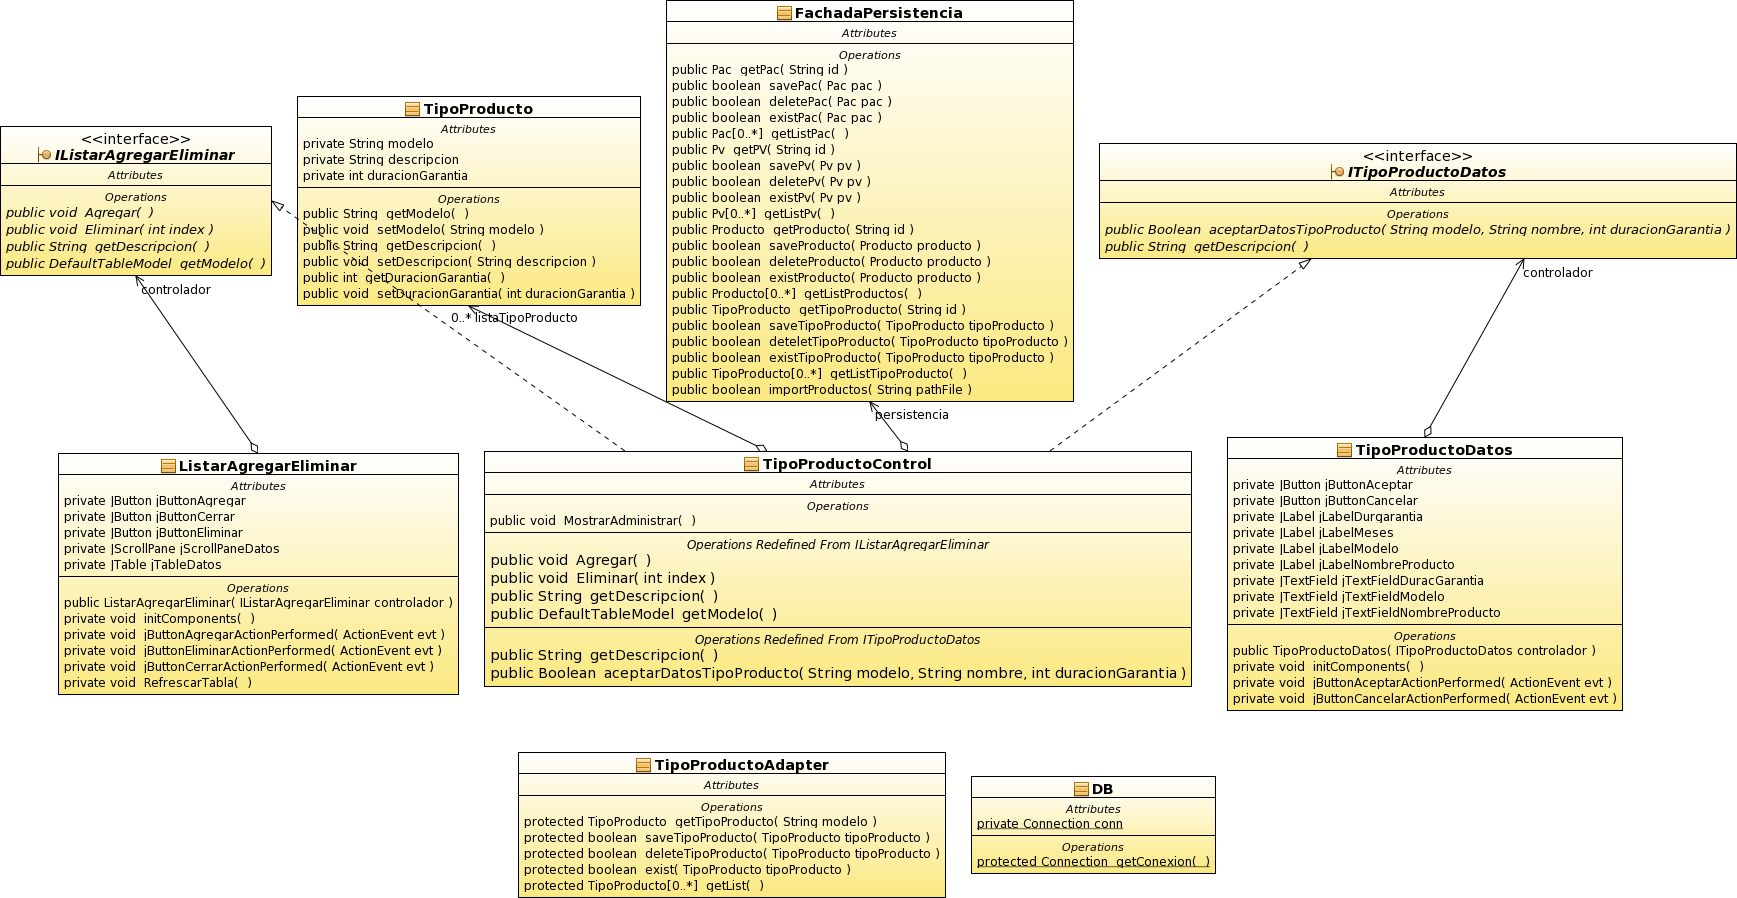 FachadaPersistencia
Attributes
Operations
public Pac  getPac( String id )
public boolean  savePac( Pac pac )
public boolean  deletePac( Pac pac )
public boolean  existPac( Pac pac )
public Pac[0..*]  getListPac(  )
public Pv  getPV( String id )
public boolean  savePv( Pv pv )
public boolean  deletePv( Pv pv )
public boolean  existPv( Pv pv )
public Pv[0..*]  getListPv(  )
public Producto  getProducto( String id )
public boolean  saveProducto( Producto producto )
public boolean  deleteProducto( Producto producto )
public boolean  existProducto( Producto producto )
public Producto[0..*]  getListProductos(  )
public TipoProducto  getTipoProducto( String id )
public boolean  saveTipoProducto( TipoProducto tipoProducto )
public boolean  deteletTipoProducto( TipoProducto tipoProducto )
public boolean  existTipoProducto( TipoProducto tipoProducto )
public TipoProducto[0..*]  getListTipoProducto(  )
public boolean  importProductos( String pathFile )
TipoProducto
Attributes
private String modelo
private String descripcion
private int duracionGarantia
Operations
public String  getModelo(  )
public void  setModelo( String modelo )
public String  getDescripcion(  )
public void  setDescripcion( String descripcion )
public int  getDuracionGarantia(  )
public void  setDuracionGarantia( int duracionGarantia )
<<interface>>
IListarAgregarEliminar
Attributes
Operations
public void  Agregar(  )
public void  Eliminar( int index )
public String  getDescripcion(  )
public DefaultTableModel  getModelo(  )
<<interface>>
ITipoProductoDatos
Attributes
Operations
public Boolean  aceptarDatosTipoProducto( String modelo, String nombre, int duracionGarantia )
public String  getDescripcion(  )
controlador
0..* listaTipoProducto
persistencia
controlador
ListarAgregarEliminar
Attributes
private JButton jButtonAgregar
private JButton jButtonCerrar
private JButton jButtonEliminar
private JScrollPane jScrollPaneDatos
private JTable jTableDatos
Operations
public ListarAgregarEliminar( IListarAgregarEliminar controlador )
private void  initComponents(  )
private void  jButtonAgregarActionPerformed( ActionEvent evt )
private void  jButtonEliminarActionPerformed( ActionEvent evt )
private void  jButtonCerrarActionPerformed( ActionEvent evt )
private void  RefrescarTabla(  )
TipoProductoControl
Attributes
Operations
public void  MostrarAdministrar(  )
Operations Redefined From IListarAgregarEliminar
public void  Agregar(  )
public void  Eliminar( int index )
public String  getDescripcion(  )
public DefaultTableModel  getModelo(  )
Operations Redefined From ITipoProductoDatos
public String  getDescripcion(  )
public Boolean  aceptarDatosTipoProducto( String modelo, String nombre, int duracionGarantia )
TipoProductoDatos
Attributes
private JButton jButtonAceptar
private JButton jButtonCancelar
private JLabel jLabelDurgarantia
private JLabel jLabelMeses
private JLabel jLabelModelo
private JLabel jLabelNombreProducto
private JTextField jTextFieldDuracGarantia
private JTextField jTextFieldModelo
private JTextField jTextFieldNombreProducto
Operations
public TipoProductoDatos( ITipoProductoDatos controlador )
private void  initComponents(  )
private void  jButtonAceptarActionPerformed( ActionEvent evt )
private void  jButtonCancelarActionPerformed( ActionEvent evt )
TipoProductoAdapter
Attributes
Operations
protected TipoProducto  getTipoProducto( String modelo )
protected boolean  saveTipoProducto( TipoProducto tipoProducto )
protected boolean  deleteTipoProducto( TipoProducto tipoProducto )
protected boolean  exist( TipoProducto tipoProducto )
protected TipoProducto[0..*]  getList(  )
DB
Attributes
private Connection conn
Operations
protected Connection  getConexion(  )